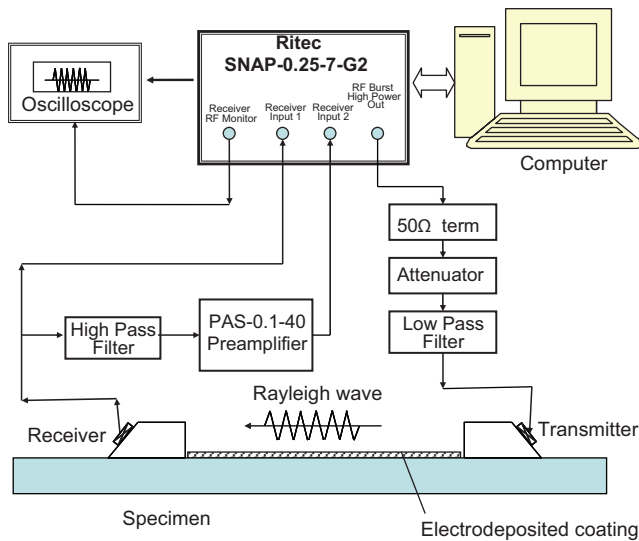 Ritec
SNAP-0.25-7-G2
Oscilloscope
Receiver
RF Monitor
Receiver
Input 1
Receiver
Input 2
RF Burst
High Power
Out
Computer
50Ω term
Attenuator
Low Pass
Filter
High Pass
Filter
PAS-0.1-40
Preamplifier
Rayleigh wave
Receiver
Transmitter
Specimen
Electrodeposited coating